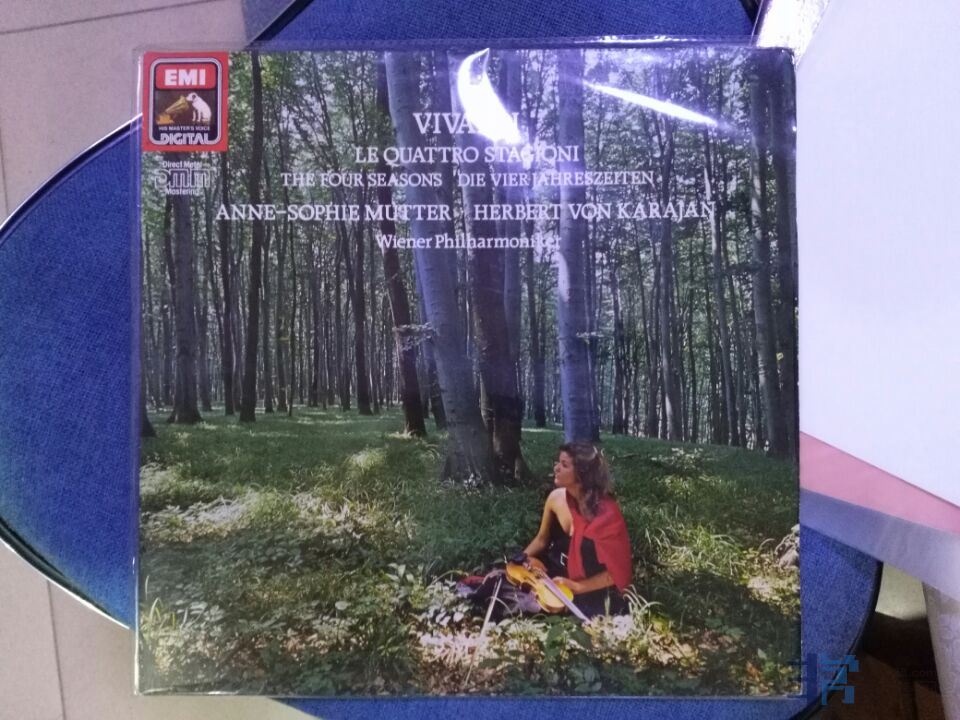 EMI
HIS MASTER'S VOICE
DIGITAL
Direct Metal
dmm
Mastering
VIVALDI
LE QUATTRO STAGIONI
THE FOUR SEASONS DIE VIER JAHRESZEITEN
ANNE-SOPHIE MUTTER · HERBERT VON KARAJAN
Wiener Philharmoniker